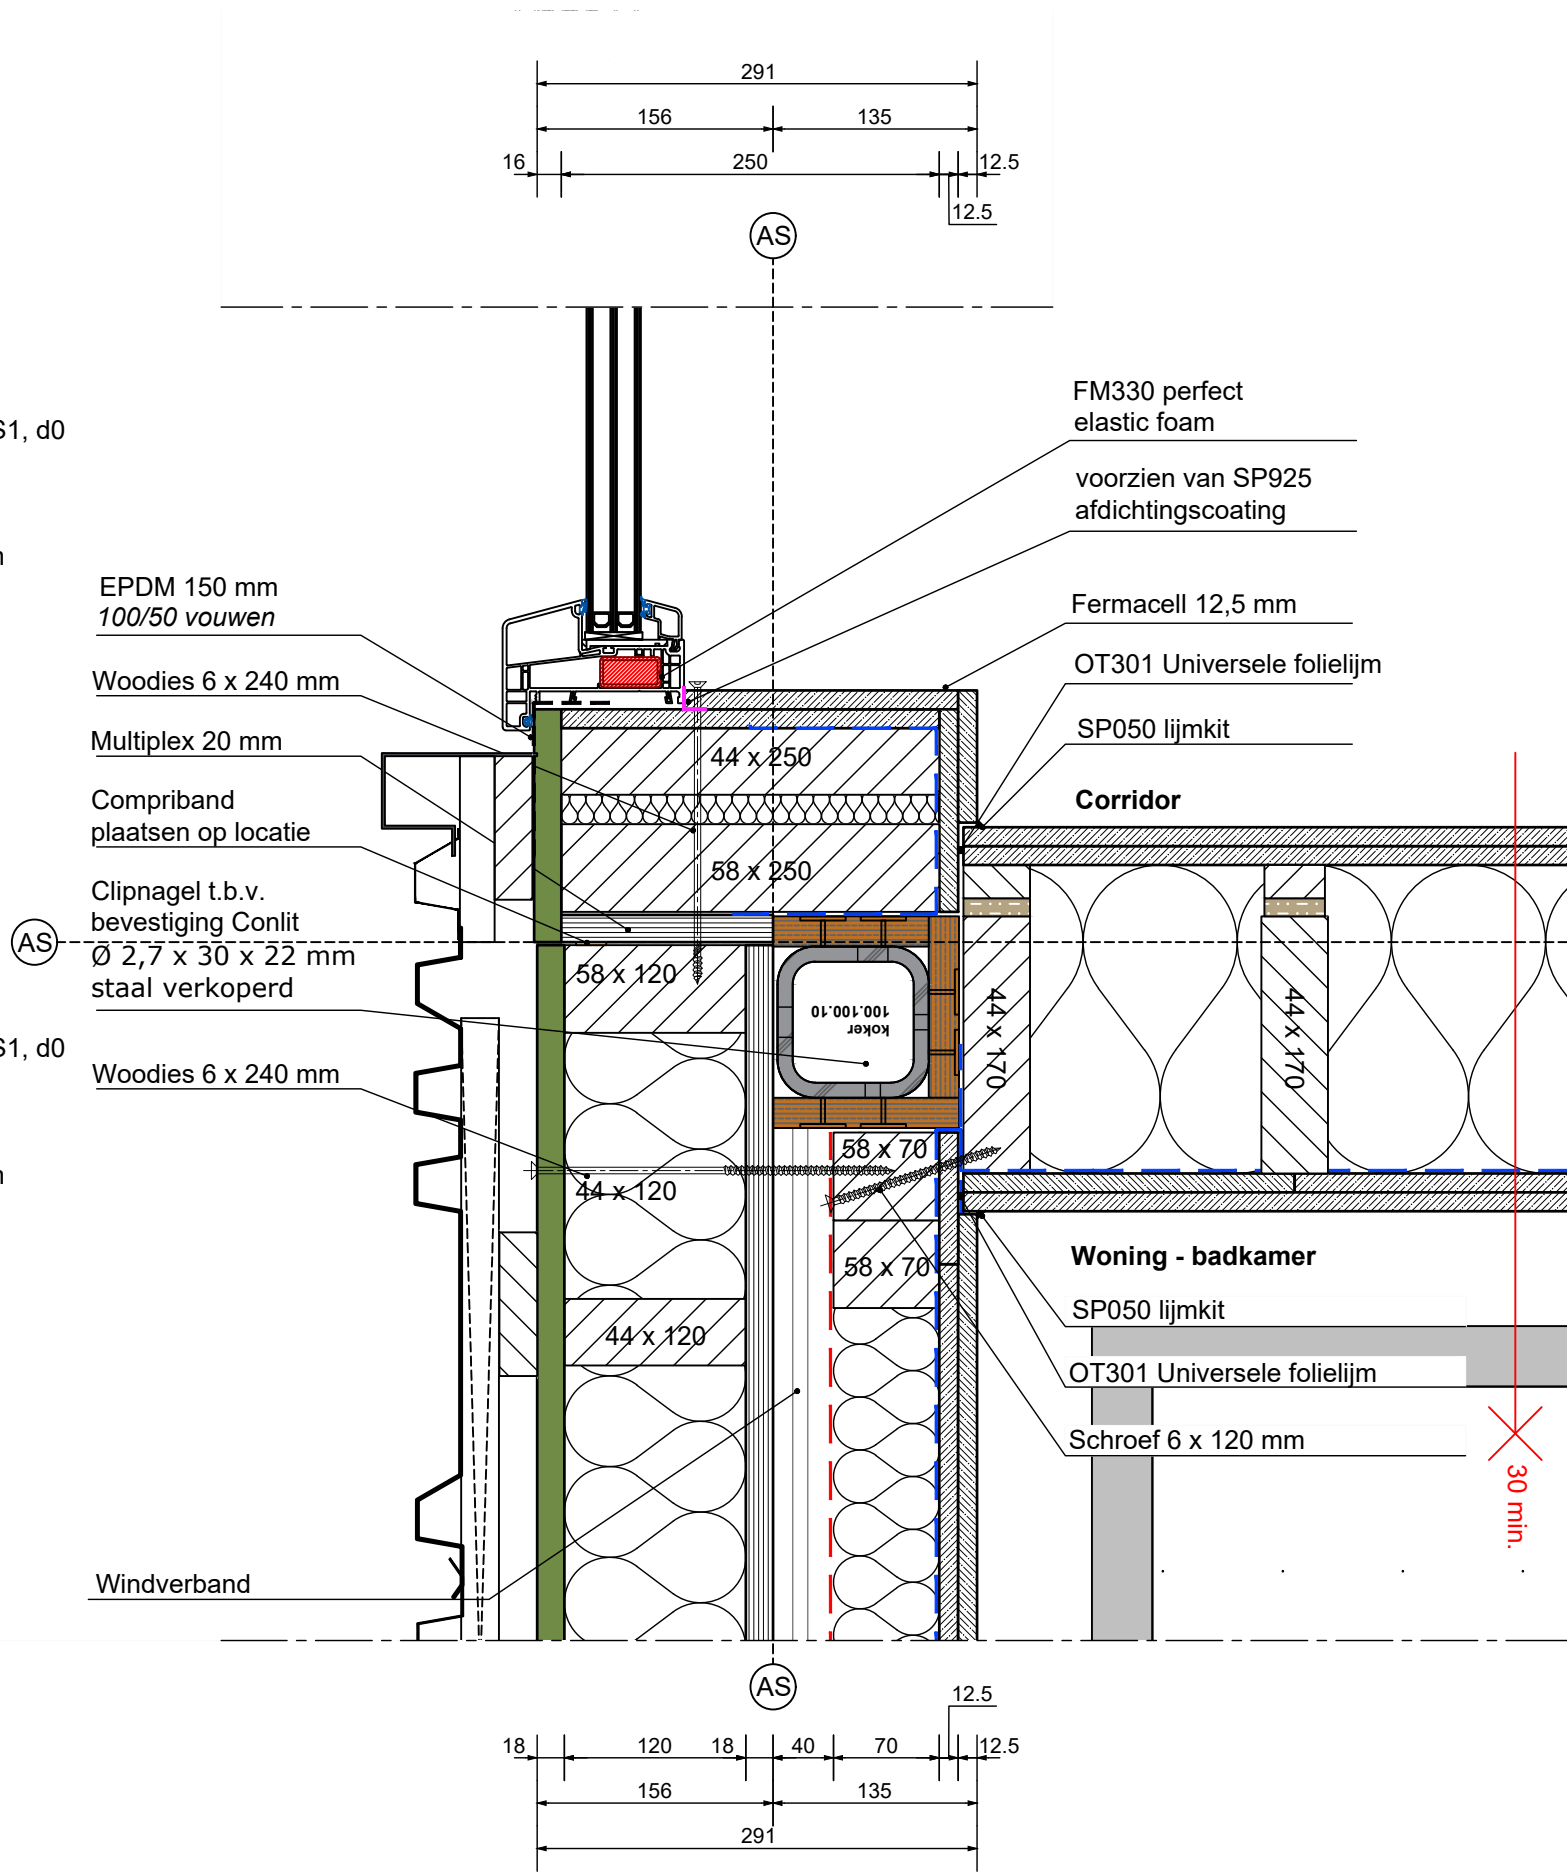 291
156
135
16
250
12.5
12.5
AS
S1, d0
FM330 perfect
elastic foam
voorzien van SP925
afdichtingscoating
EPDM 150 mm
100/50 vouwen
Fermacell 12,5 mm
OT301 Universele folielijm
Woodies 6 x 240 mm
SP050 lijmkit
Multiplex 20 mm
44 x 250
Compriband
plaatsen op locatie
Corridor
58 x 250
Clipnagel t.b.v.
bevestiging Conlit
Ø 2,7 x 30 x 22 mm
staal verkoperd
AS
58 x 120
koker
100.100.10
44 x 170
44 x 170
S1, d0
Woodies 6 x 240 mm
58 x 70
44 x 120
58 x 70
Woning - badkamer
SP050 lijmkit
44 x 120
OT301 Universele folielijm
Schroef 6 x 120 mm
30 min.
Windverband
AS
12.5
18
120
18
40
70
12.5
156
135
291